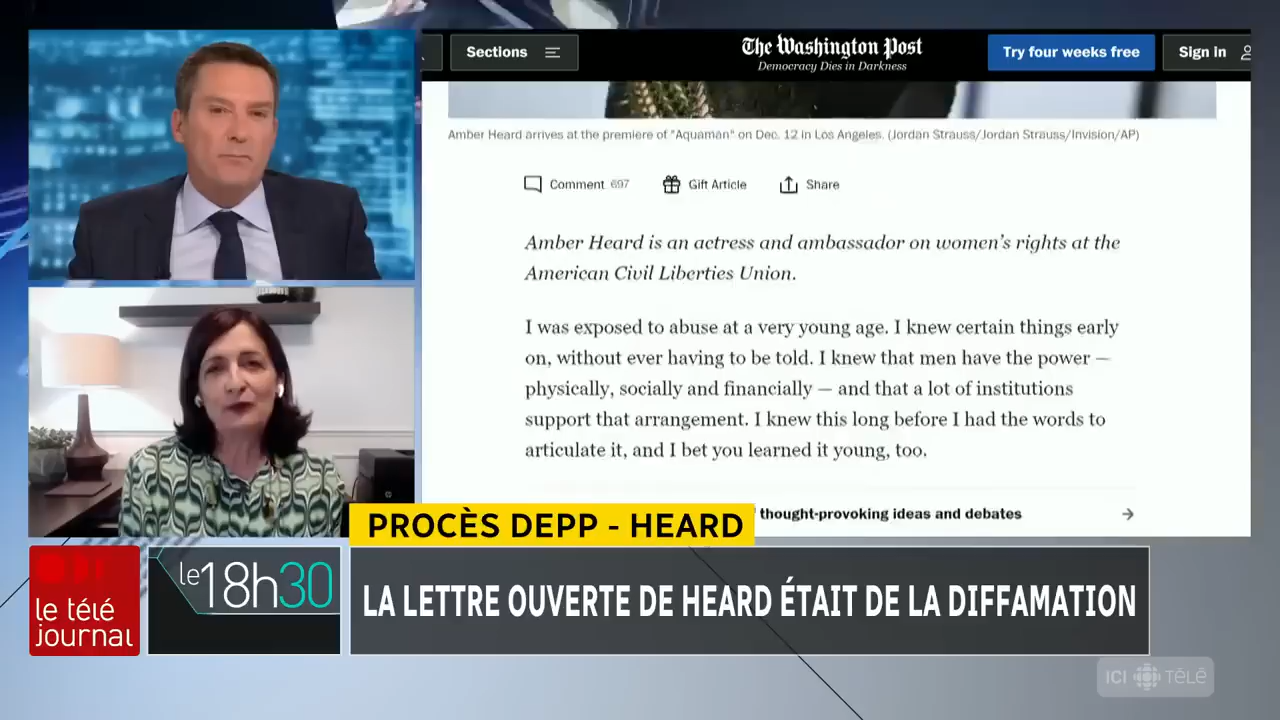 Sections
The Washington Post
Democracy Dies in Darkness
Try four weeks free
Sign in
Amber Heard arrives at the premiere of "Aquaman" on Dec. 12 in Los Angeles. (Jordan Strauss/Jordan Strauss/Invision/AP)
Comment 697
Gift Article
Share
Amber Heard is an actress and ambassador on women's rights at the
American Civil Liberties Union.
I was exposed to abuse at a very young age. I knew certain things early
on, without ever having to be told. I knew that men have the power —
physically, socially and financially — and that a lot of institutions
support that arrangement. I knew this long before I had the words to
articulate it, and I bet you learned it young, too.
thought-provoking ideas and debates
PROCÈS DEPP - HEARD
LA LETTRE OUVERTE DE HEARD ÉTAIT DE LA DIFFAMATION
le télé
journal
le 18h30
ICI TÉLÉ